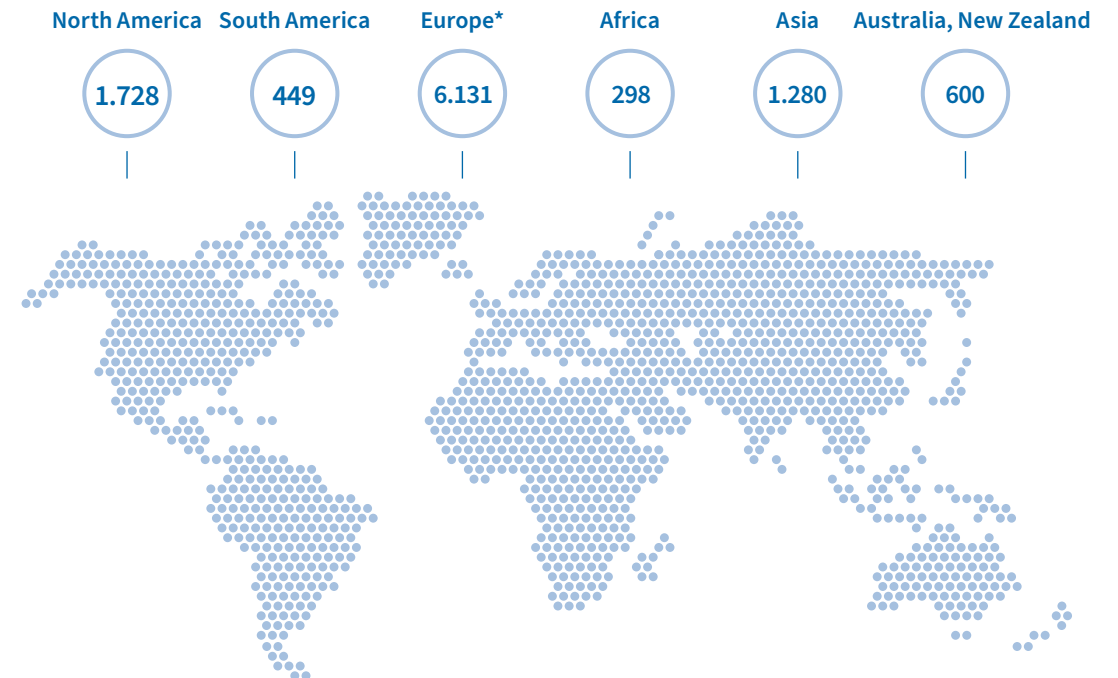 North America South America Europe* Africa Asia Australia, New Zealand
1.728 449 6.131 298 1.280 600